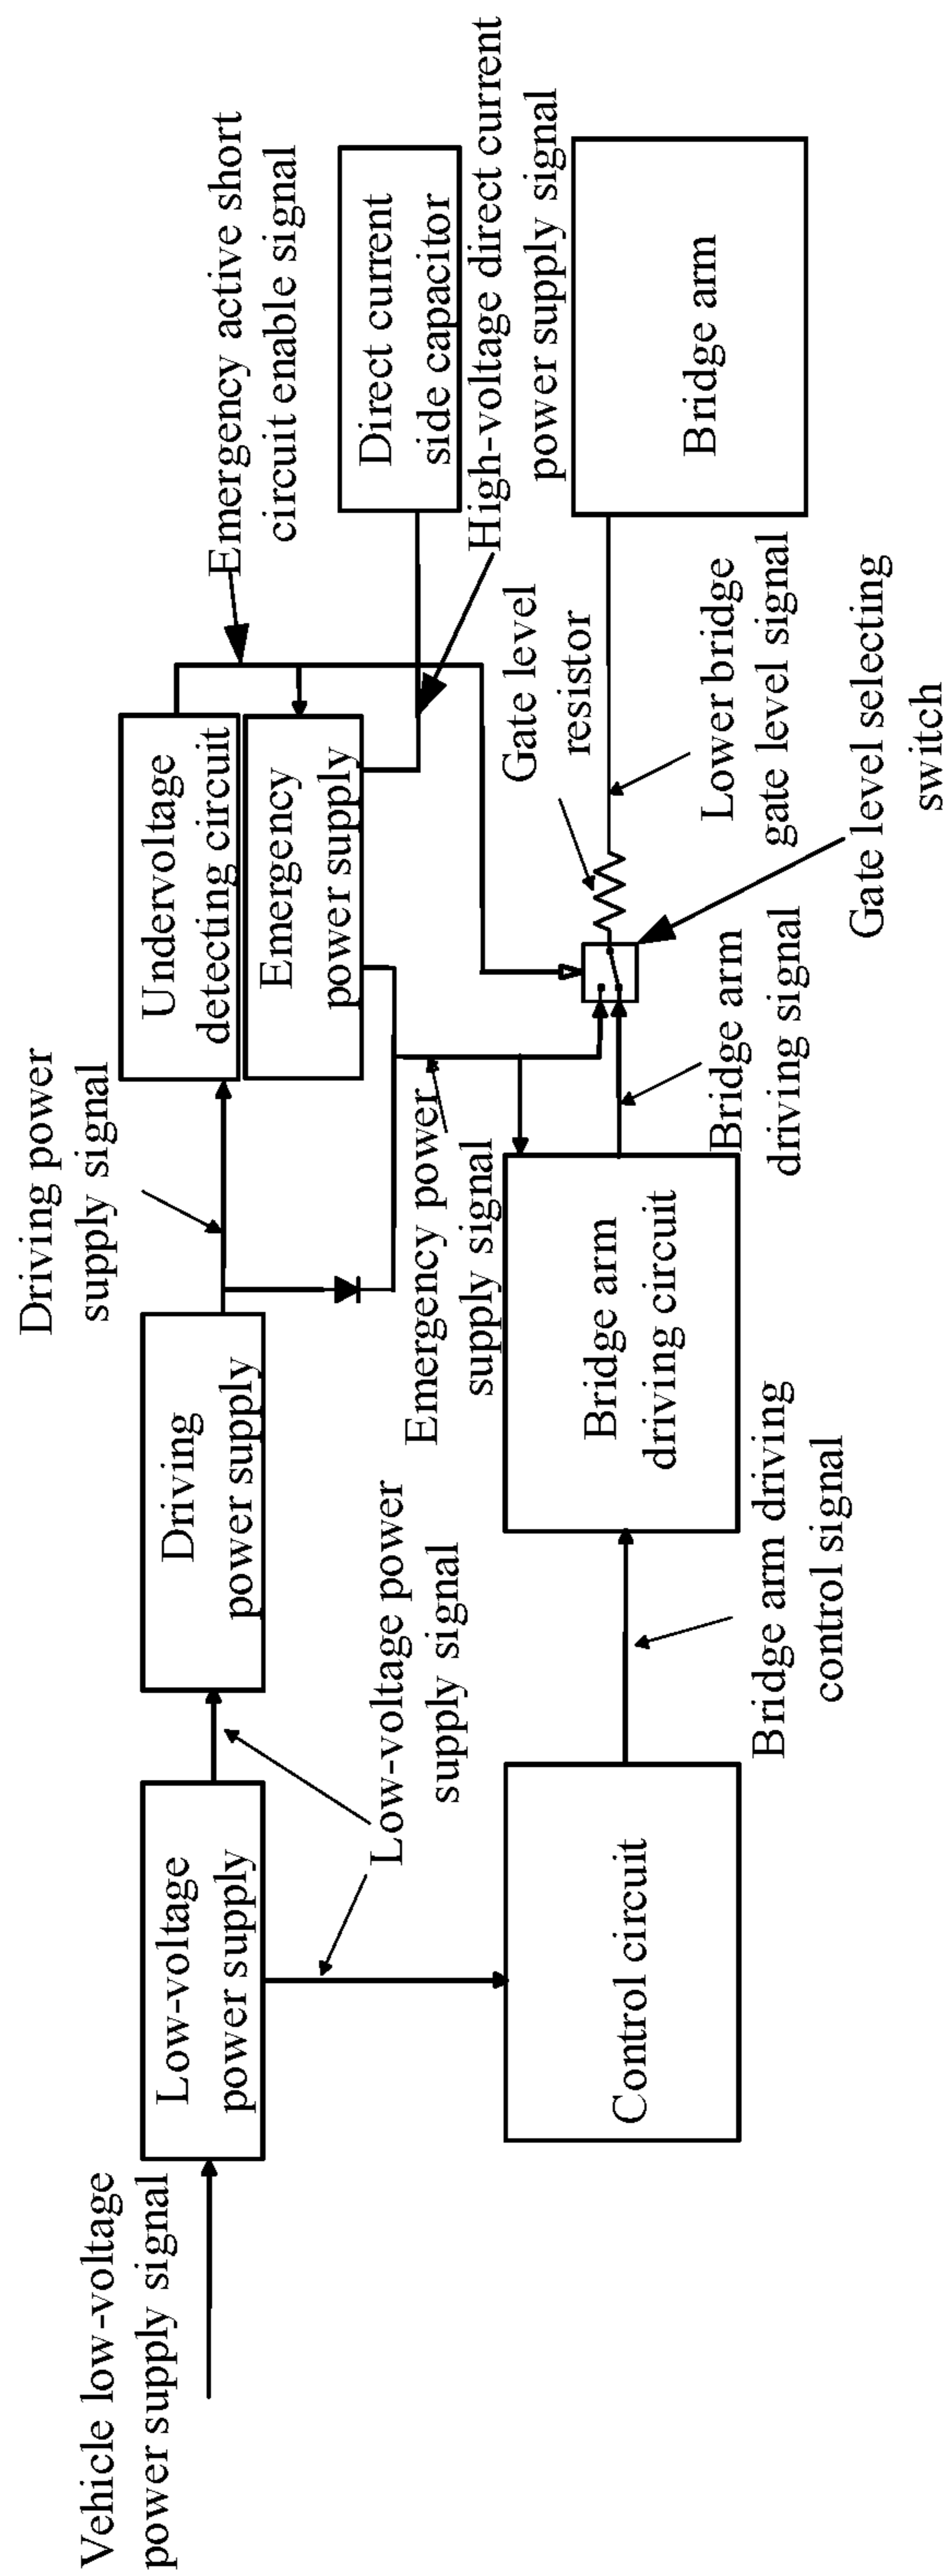 Vehicle low-voltage
power supply signal
Low-voltage
power supply
Low-voltage power
supply signal
Driving
power supply
Driving power
supply signal
Undervoltage
detecting circuit
Emergency
power supply
Emergency active short
circuit enable signal
Direct current
side capacitor
High-voltage direct current
power supply signal
Emergency power
supply signal
Control circuit
Bridge arm driving
control signal
Bridge arm
driving circuit
Bridge arm
driving signal
Gate level
resistor
Gate level selecting
switch
Lower bridge
gate level signal
Bridge arm